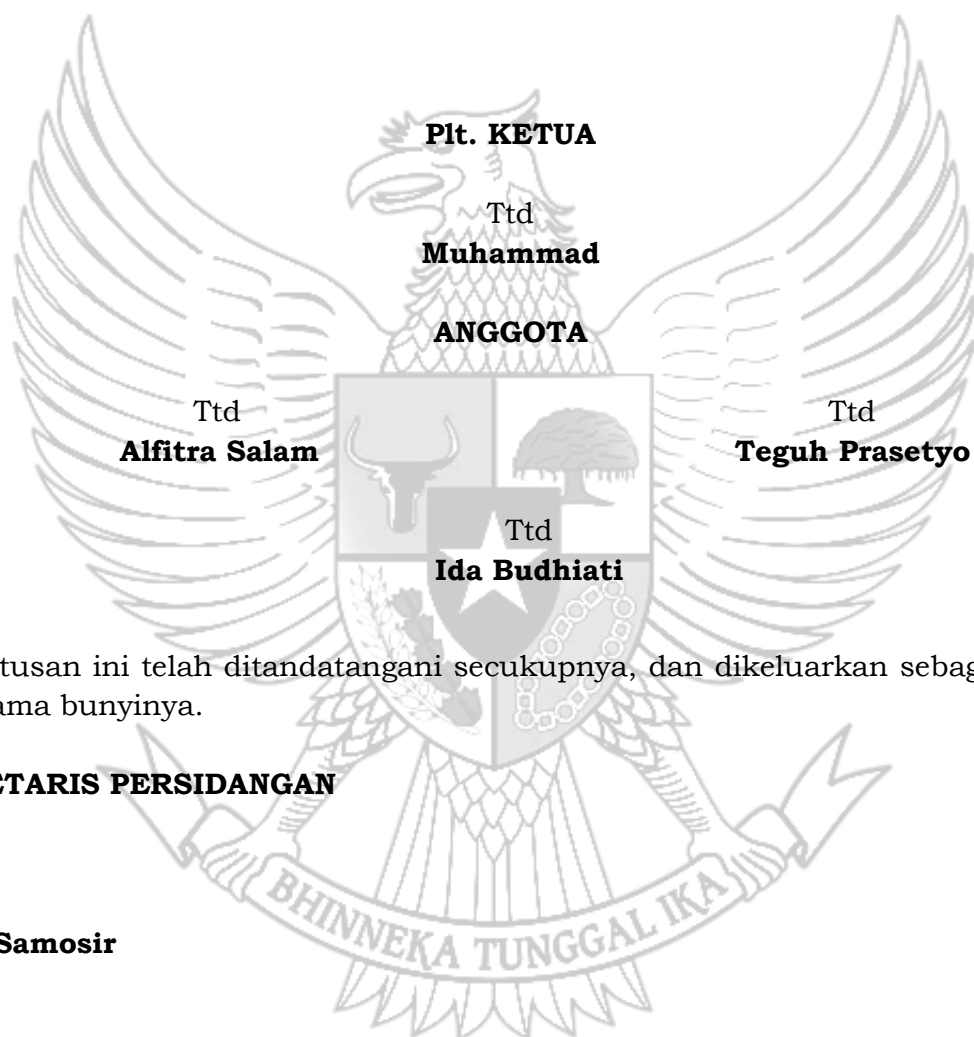 Plt. KETUA
Ttd
Muhammad
ANGGOTA
Ttd Ttd
Alfitra Salam Teguh Prasetyo
Ttd
Ida Budhiati
tusan ini telah ditandatangani secukupnya, dan dikeluarkan sebag
ama bunyinya.
CTARIS PERSIDANGAN
Samosir
BHINNEKA TUNGGAL IKA